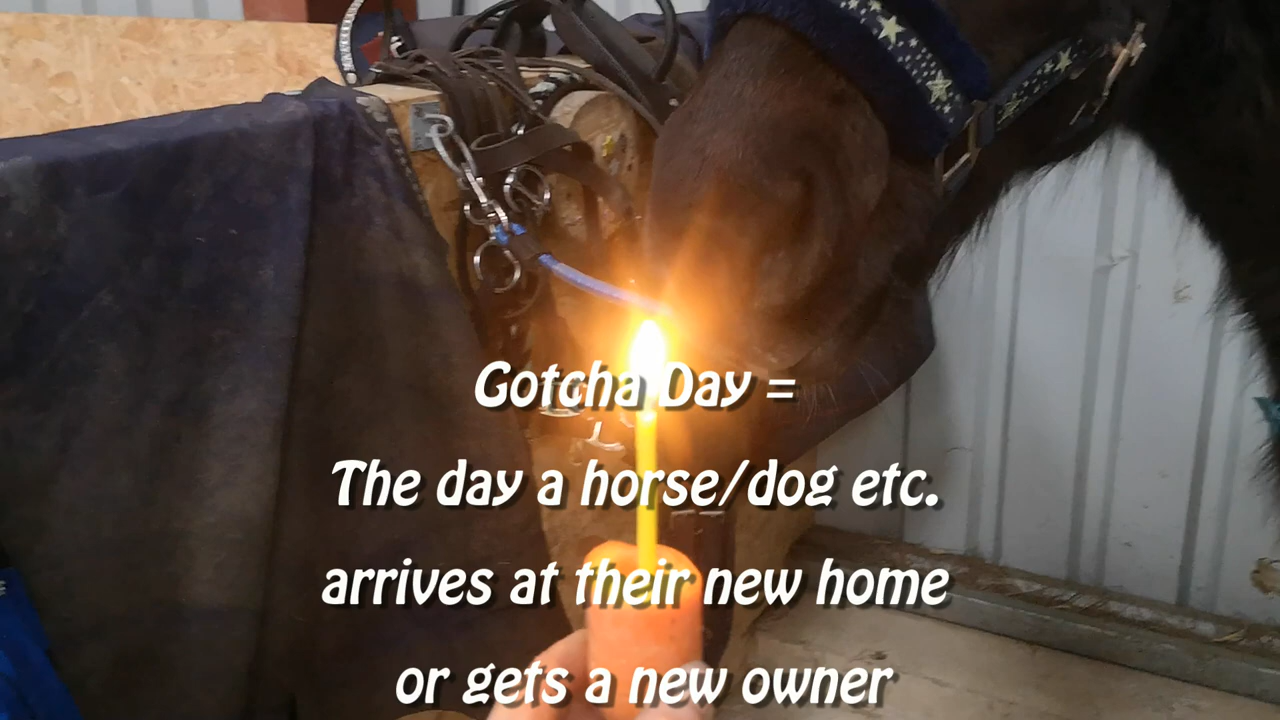 Gotcha Day =
The day a horse/dog etc.
arrives at their new home
or gets a new owner